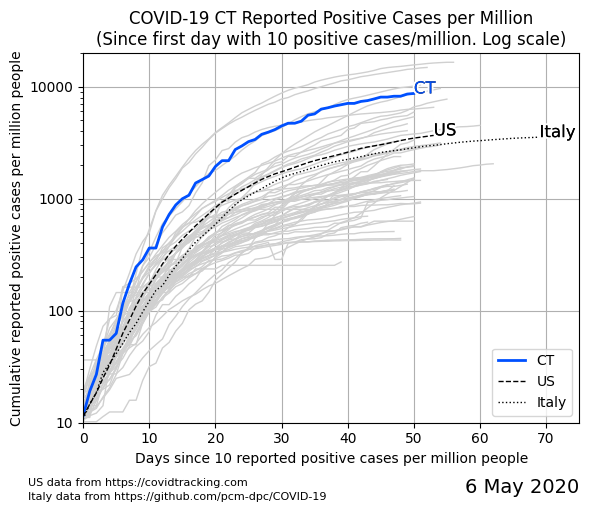 COVID-19 CT Reported Positive Cases per Million
(Since first day with 10 positive cases/million. Log scale)
Cumulative reported positive cases per million people
10000
1000
100
10
CT
US
Italy
CT
US
Italy
0 10 20 30 40 50 60 70
Days since 10 reported positive cases per million people
US data from https://covidtracking.com
Italy data from https://github.com/pcm-dpc/COVID-19
6 May 2020